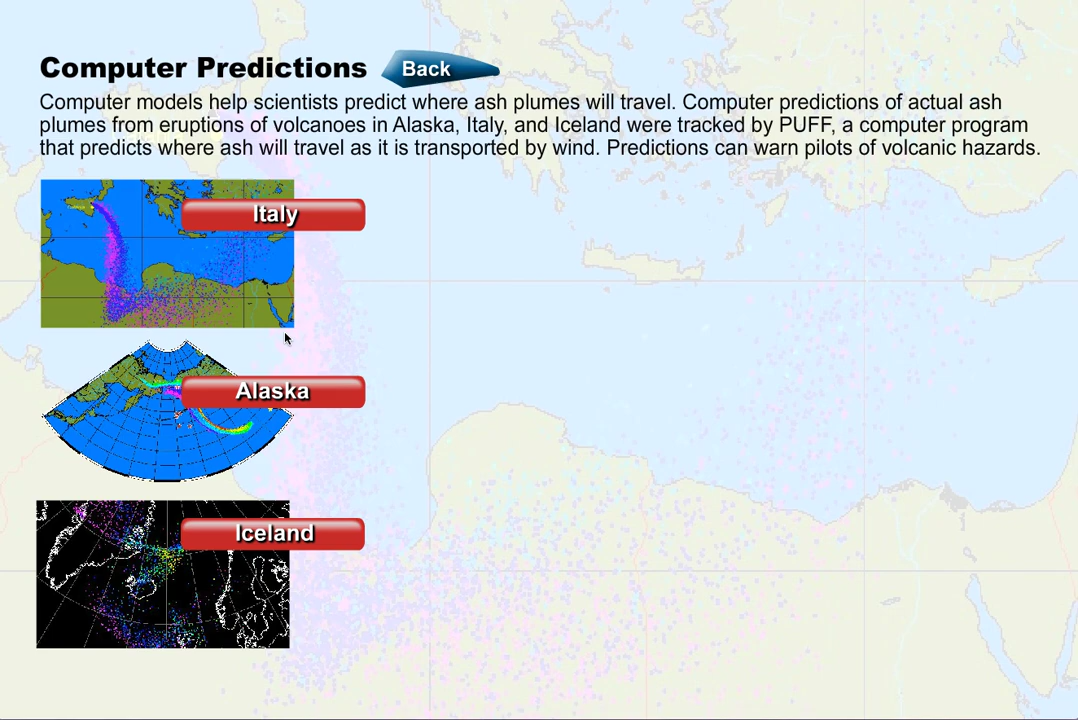 Computer Predictions
Back
Computer models help scientists predict where ash plumes will travel. Computer predictions of actual ash
plumes from eruptions of volcanoes in Alaska, Italy, and Iceland were tracked by PUFF, a computer program
that predicts where ash will travel as it is transported by wind. Predictions can warn pilots of volcanic hazards.
Italy
Alaska
Iceland